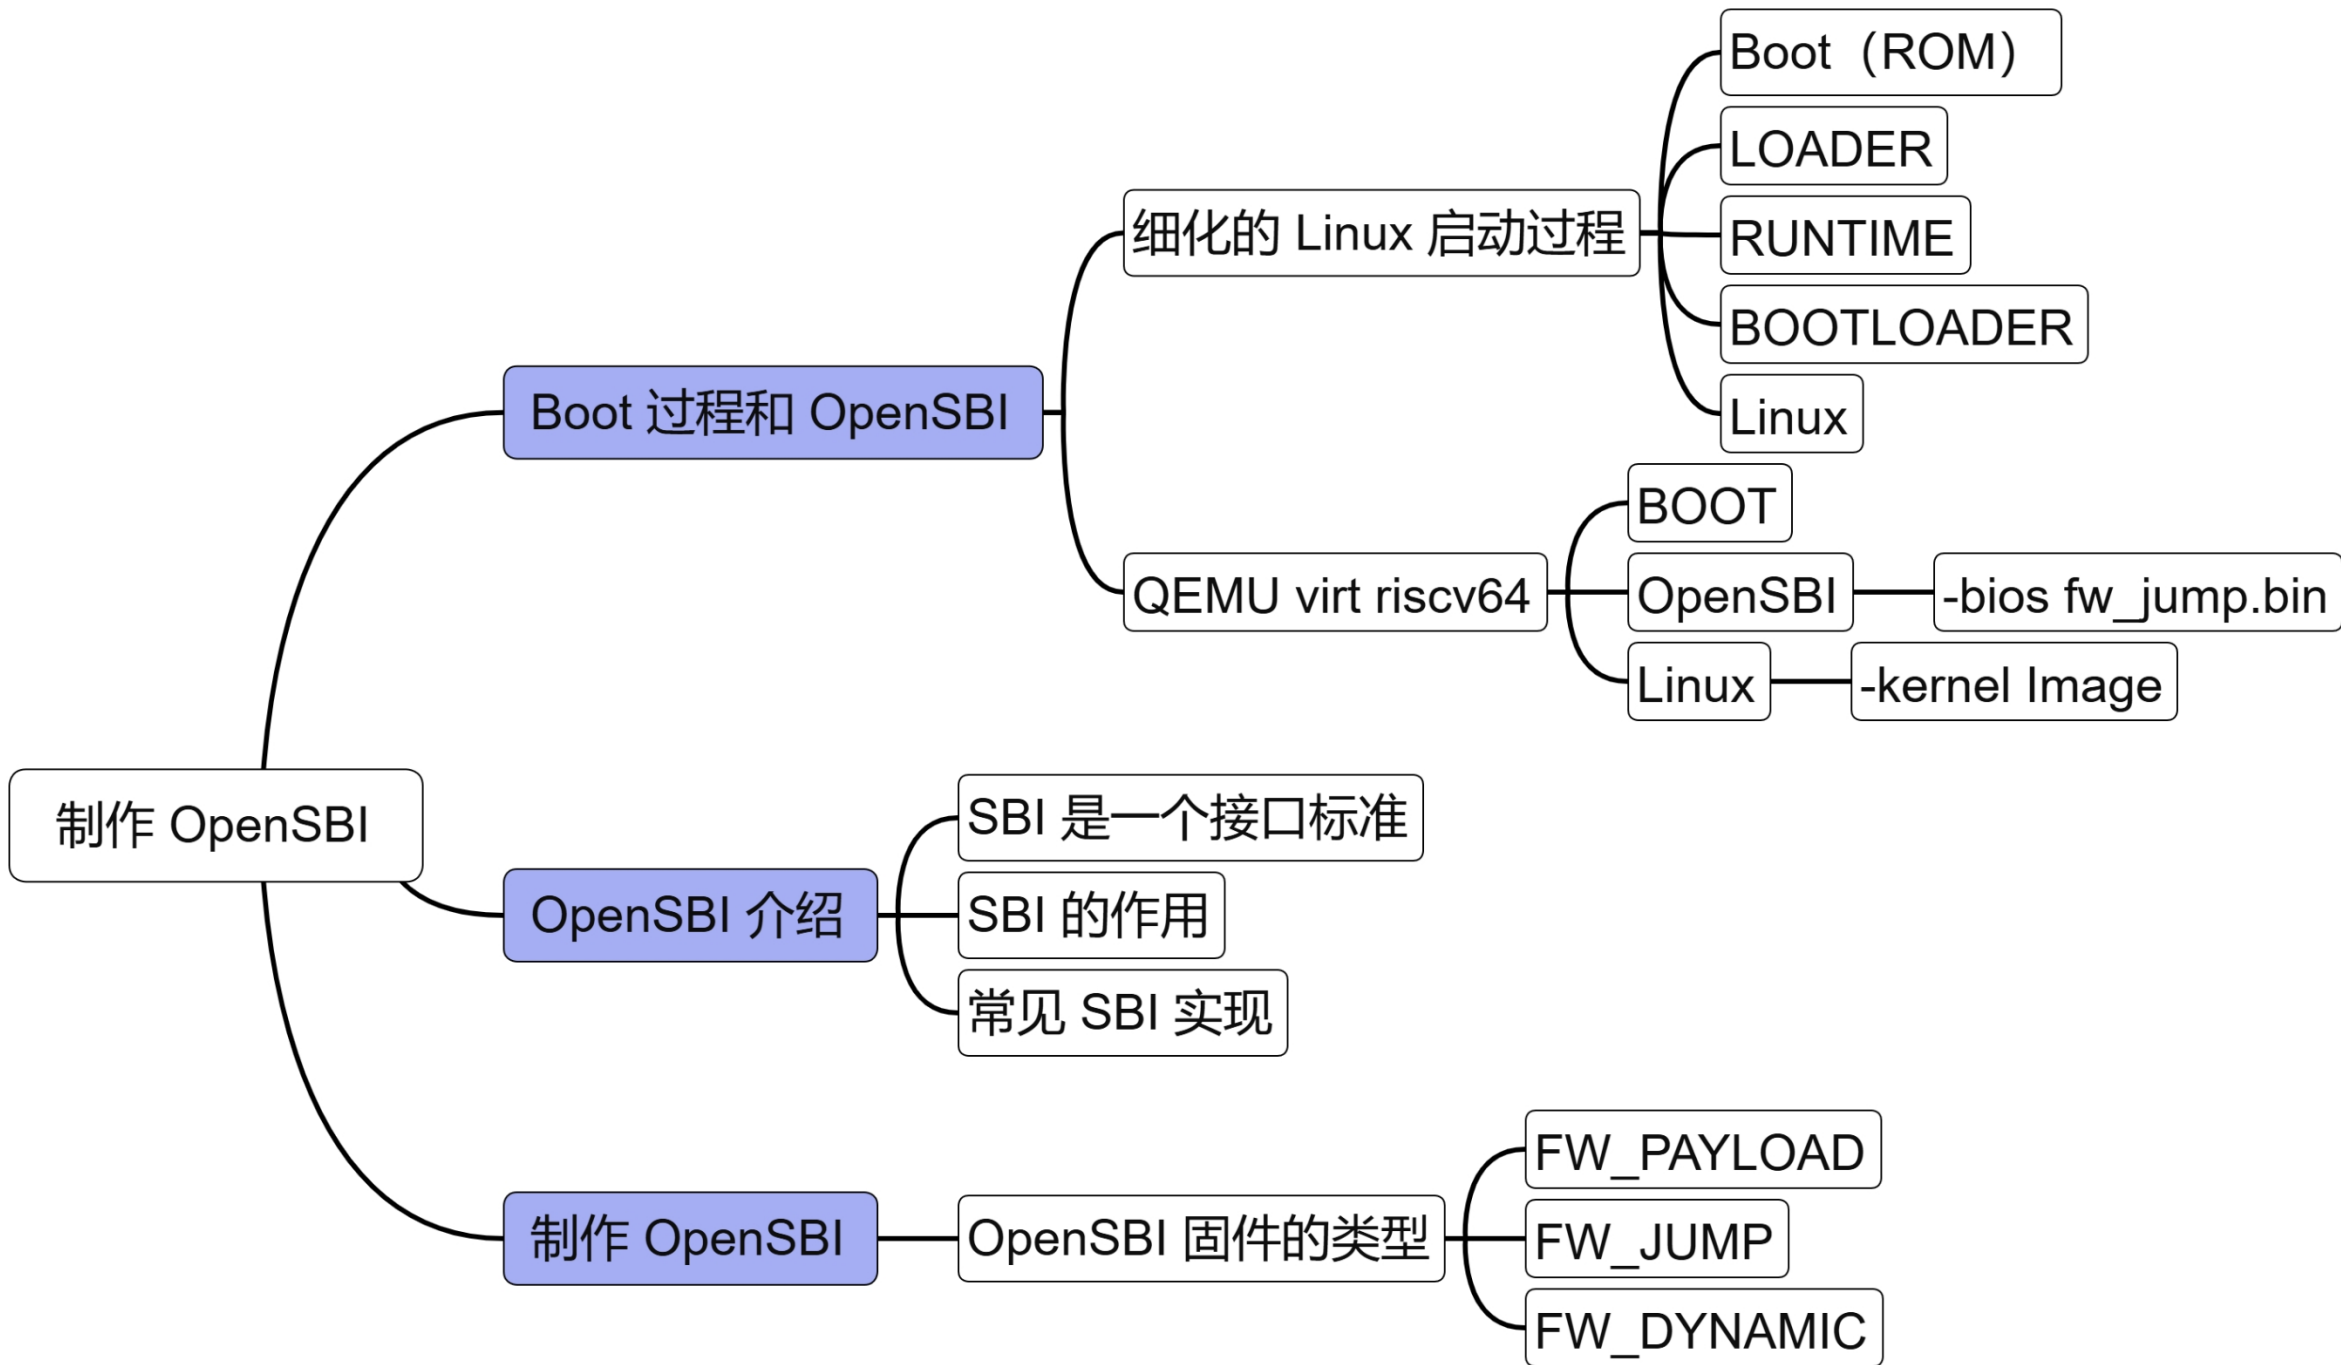 制作 OpenSBI
Boot 过程和 OpenSBI
细化的 Linux 启动过程
Boot（ROM）
LOADER
RUNTIME
BOOTLOADER
Linux
QEMU virt riscv64
BOOT
OpenSBI
-bios fw_jump.bin
Linux
-kernel Image
OpenSBI 介绍
SBI 是一个接口标准
SBI 的作用
常见 SBI 实现
制作 OpenSBI
OpenSBI 固件的类型
FW_PAYLOAD
FW_JUMP
FW_DYNAMIC